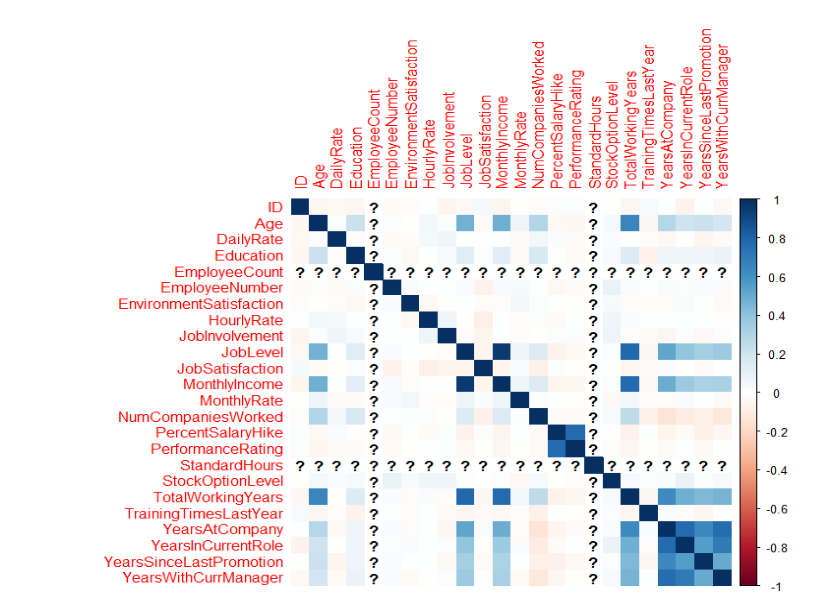 ID
Age
DailyRate
Education
EmployeeCount
EmployeeNumber
EnvironmentSatisfaction
HourlyRate
JobInvolvement
JobLevel
JobSatisfaction
MonthlyIncome
MonthlyRate
NumCompaniesWorked
PercentSalaryHike
PerformanceRating
StandardHours
StockOptionLevel
TotalWorkingYears
TrainingTimesLastYear
YearsAtCompany
YearsInCurrentRole
YearsSinceLastPromotion
YearsWithCurrManager
ID ? ?
Age ? ?
DailyRate ? ?
Education ? ?
EmployeeCount ? ? ? ? ? ? ? ? ? ? ? ? ? ? ? ? ? ? ? ? ? ? ?
EmployeeNumber ? ?
EnvironmentSatisfaction ? ?
HourlyRate ? ?
JobInvolvement ? ?
JobLevel ? ?
JobSatisfaction ? ?
MonthlyIncome ? ?
MonthlyRate ? ?
NumCompaniesWorked ? ?
PercentSalaryHike ? ?
PerformanceRating ? ?
StandardHours ? ? ? ? ? ? ? ? ? ? ? ? ? ? ? ? ? ? ? ? ? ? ?
StockOptionLevel ? ?
TotalWorkingYears ? ?
TrainingTimesLastYear ? ?
YearsAtCompany ? ?
YearsInCurrentRole ? ?
YearsSinceLastPromotion ? ?
YearsWithCurrManager ? ?
1
0.8
0.6
0.4
0.2
0
-0.2
-0.4
-0.6
-0.8
-1